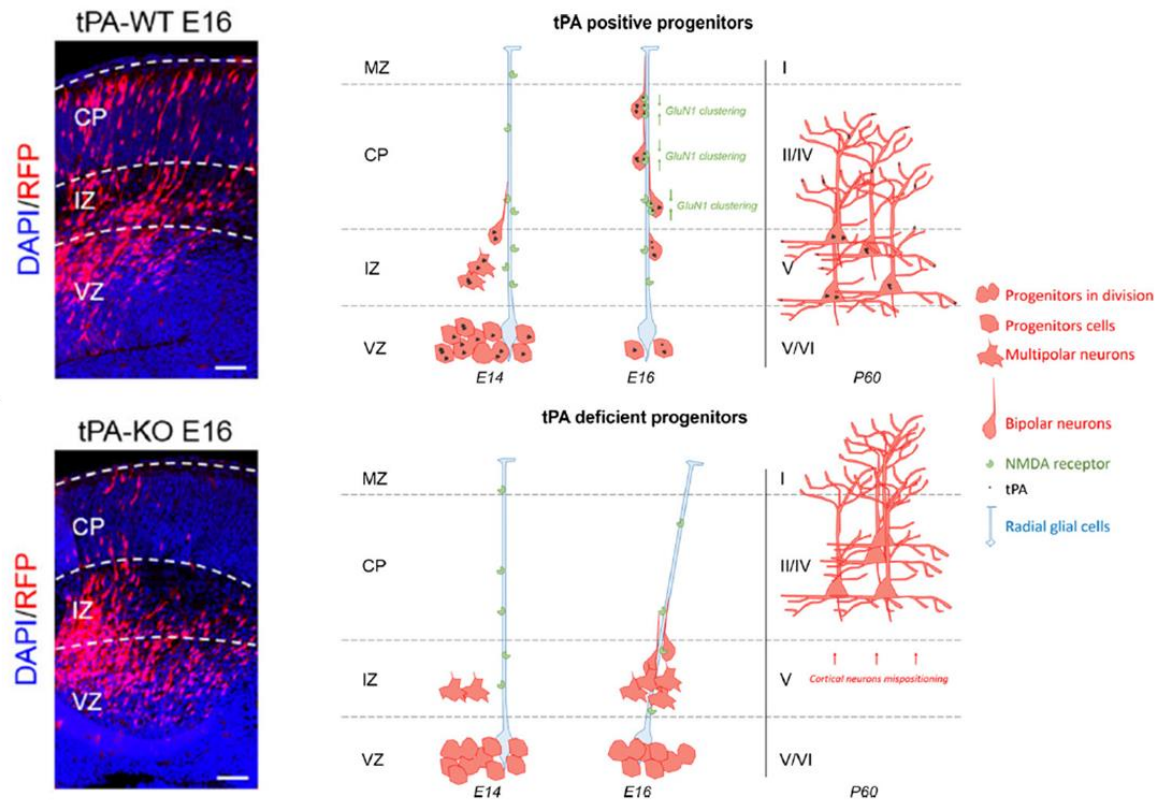 tPA-WT E16
DAPI/RFP
CP
IZ
VZ
tPA positive progenitors
MZ
CP
IZ
VZ
GluN1 clustering
GluN1 clustering
GluN1 clustering
E14
E16
I
II/IV
V
V/VI
P60
Progenitors in division
Progenitors cells
Multipolar neurons
Bipolar neurons
NMDA receptor
tPA
Radial glial cells
tPA-KO E16
DAPI/RFP
CP
IZ
VZ
tPA deficient progenitors
MZ
CP
IZ
VZ
E14
E16
I
II/IV
V
Cortical neurons mispositioning
V/VI
P60